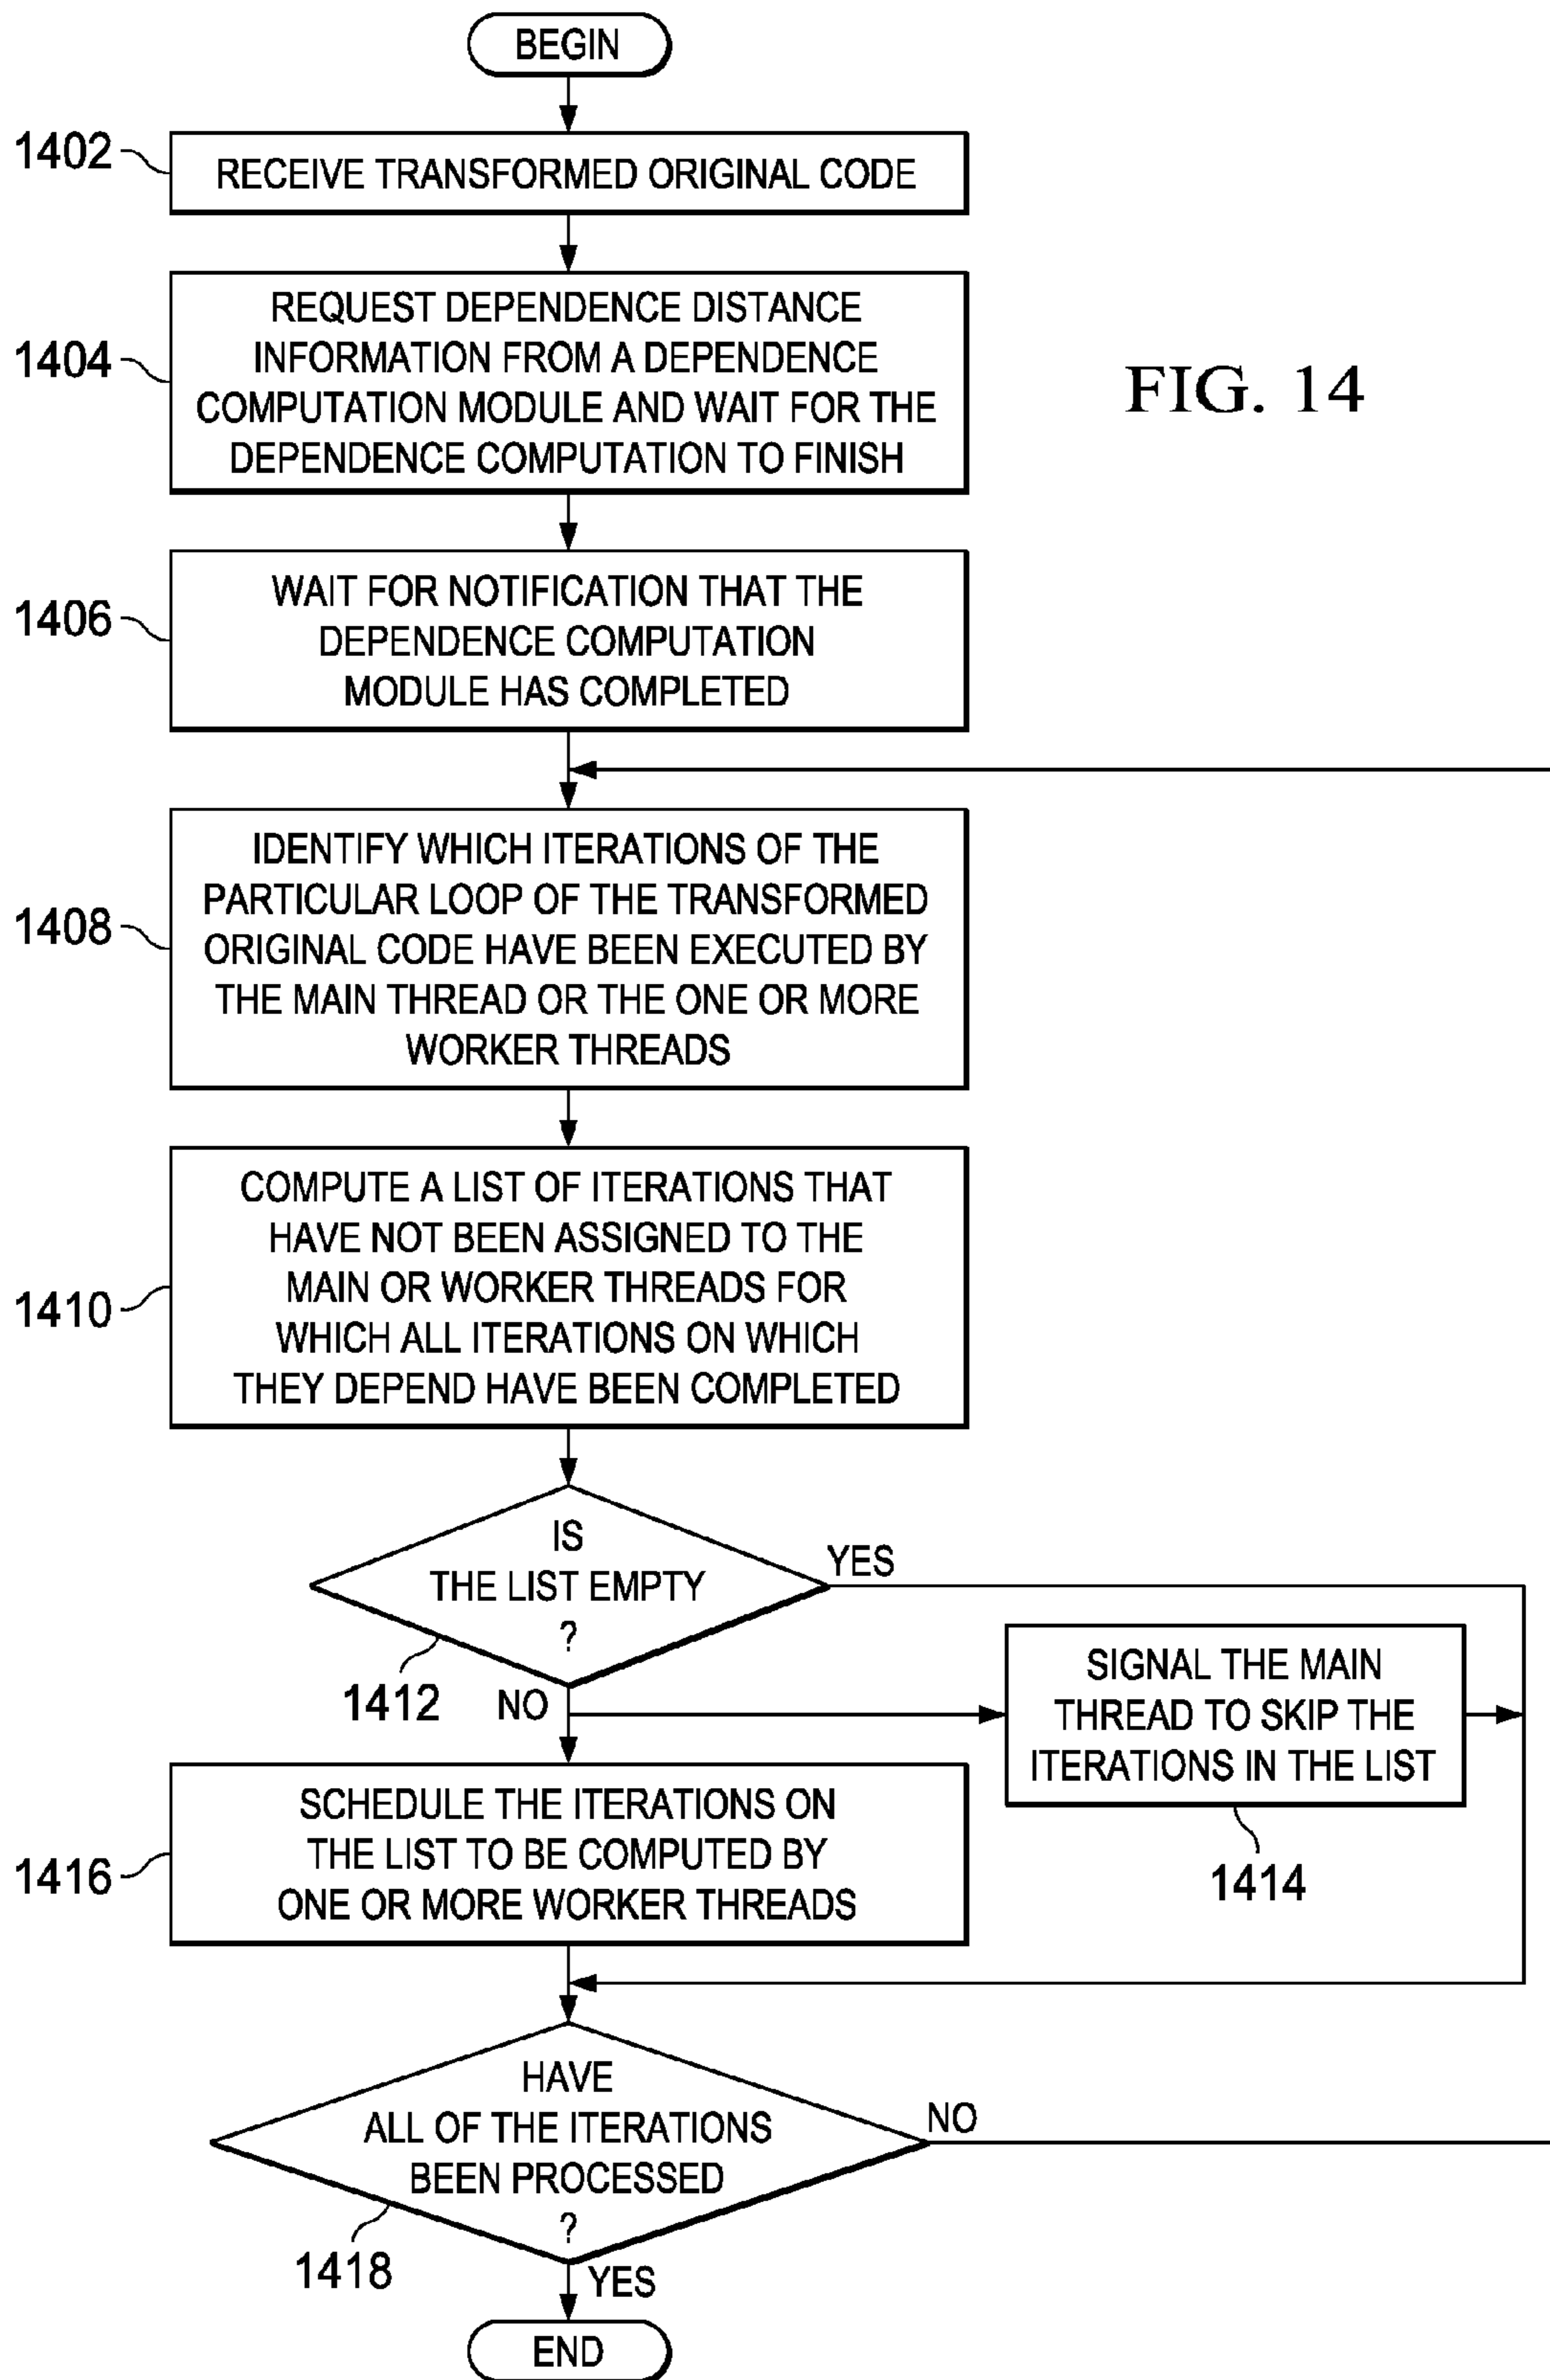 BEGIN
1402
RECEIVE TRANSFORMED ORIGINAL CODE
1404
REQUEST DEPENDENCE DISTANCE
INFORMATION FROM A DEPENDENCE
COMPUTATION MODULE AND WAIT FOR THE
DEPENDENCE COMPUTATION TO FINISH
FIG. 14
1406
WAIT FOR NOTIFICATION THAT THE
DEPENDENCE COMPUTATION
MODULE HAS COMPLETED
1408
IDENTIFY WHICH ITERATIONS OF THE
PARTICULAR LOOP OF THE TRANSFORMED
ORIGINAL CODE HAVE BEEN EXECUTED BY
THE MAIN THREAD OR THE ONE OR MORE
WORKER THREADS
1410
COMPUTE A LIST OF ITERATIONS THAT
HAVE NOT BEEN ASSIGNED TO THE
MAIN OR WORKER THREADS FOR
WHICH ALL ITERATIONS ON WHICH
THEY DEPEND HAVE BEEN COMPLETED
IS
THE LIST EMPTY
?
YES
1412
NO
SIGNAL THE MAIN
THREAD TO SKIP THE
ITERATIONS IN THE LIST
1414
1416
SCHEDULE THE ITERATIONS ON
THE LIST TO BE COMPUTED BY
ONE OR MORE WORKER THREADS
HAVE
ALL OF THE ITERATIONS
BEEN PROCESSED
?
NO
1418
YES
END